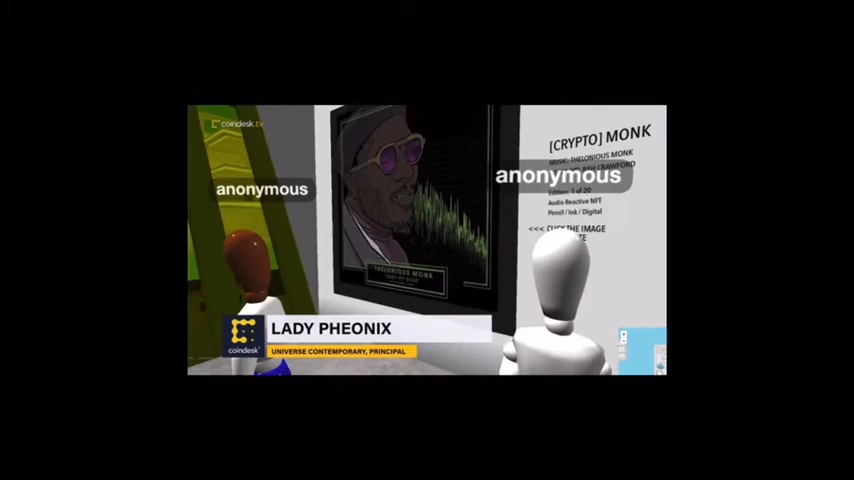 coindesk.tv
[CRYPTO] MONK
MUSIC: THELONIOUS MONK
CRAWFORD
anonymous
anonymous
Edition: 1 of 20
Audio Reactive NFT
Pencil / Ink / Digital
<<< CLICK THE IMAGE
THELONIOUS MONK
LADY PHEONIX
coindesk
UNIVERSE CONTEMPORARY, PRINCIPAL